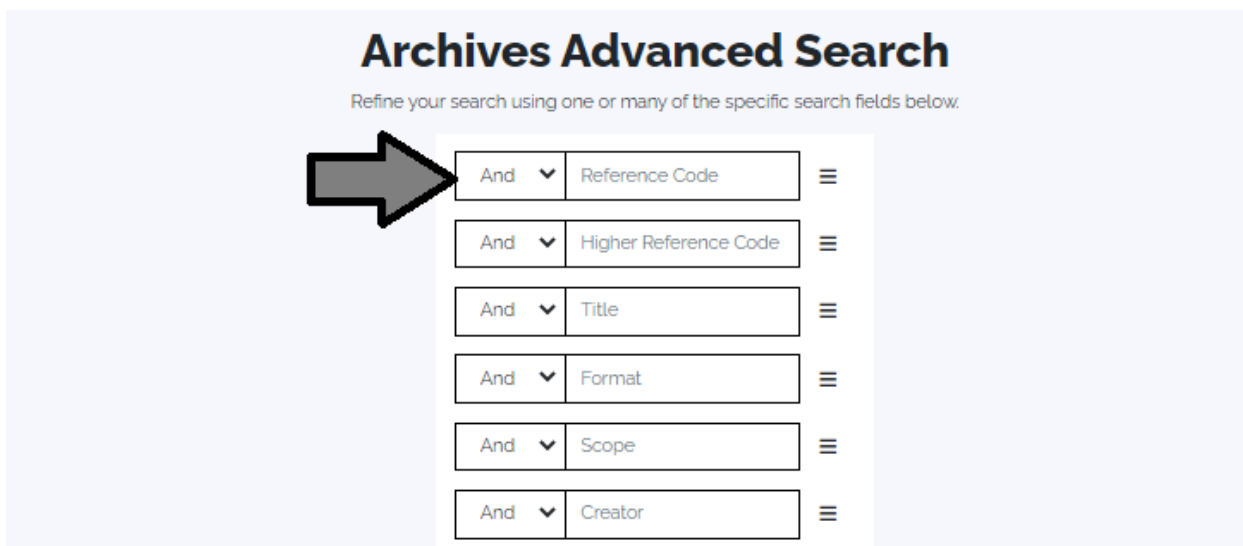 Archives Advanced Search
Refine your search using one or many of the specific search fields below.
And Reference Code
And Higher Reference Code
And Title
And Format
And Scope
And Creator